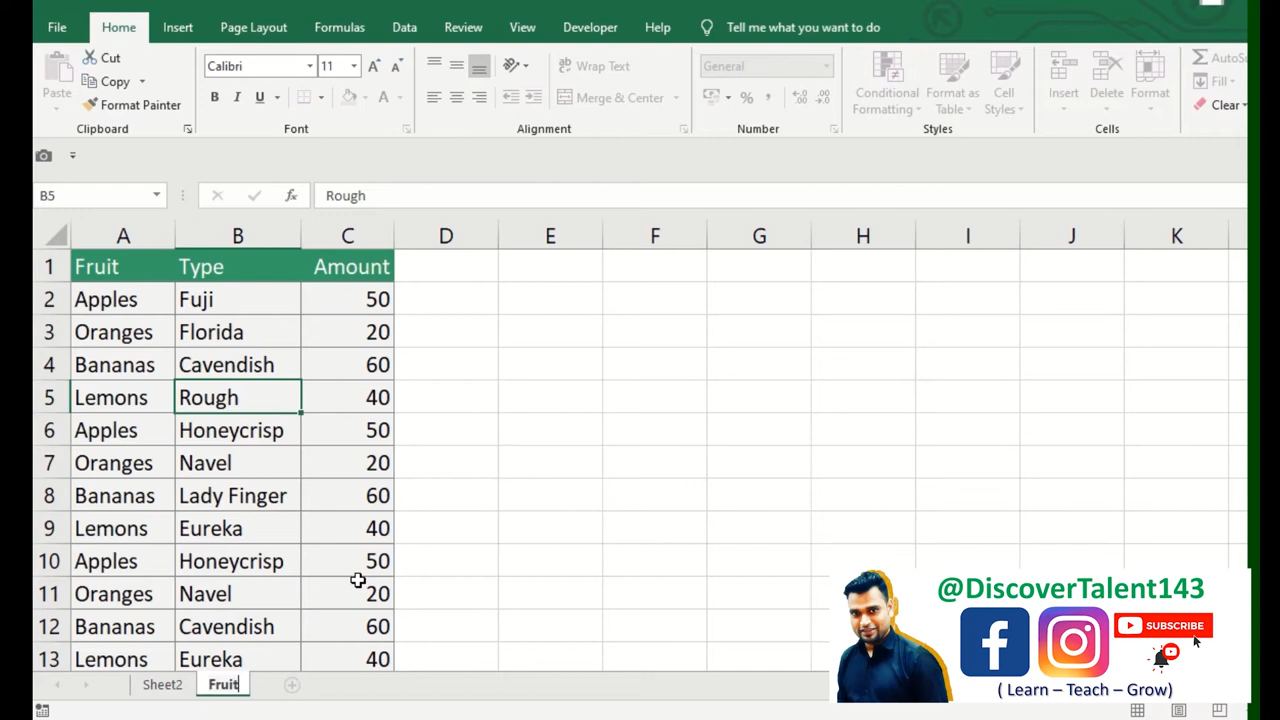 File Home Insert Page Layout Formulas Data Review View Developer Help Tell me what you want to do
Paste Cut
Copy
Format Painter
Clipboard
Calibri 11 A A
B I U A
Font
Wrap Text
Merge & Center
Alignment
General
%
Number
Conditional Formatting
Format as Table
Cell Styles
Styles
Insert Delete Format
Cells
Fill
Clear
B5 fx Rough
A B C D E F G H I J K
1 Fruit Type Amount
2 Apples Fuji 50
3 Oranges Florida 20
4 Bananas Cavendish 60
5 Lemons Rough 40
6 Apples Honeycrisp 50
7 Oranges Navel 20
8 Bananas Lady Finger 60
9 Lemons Eureka 40
10 Apples Honeycrisp 50
11 Oranges Navel 20
12 Bananas Cavendish 60
13 Lemons Eureka 40
Sheet2 Fruit
@DiscoverTalent143
SUBSCRIBE
( Learn – Teach – Grow)